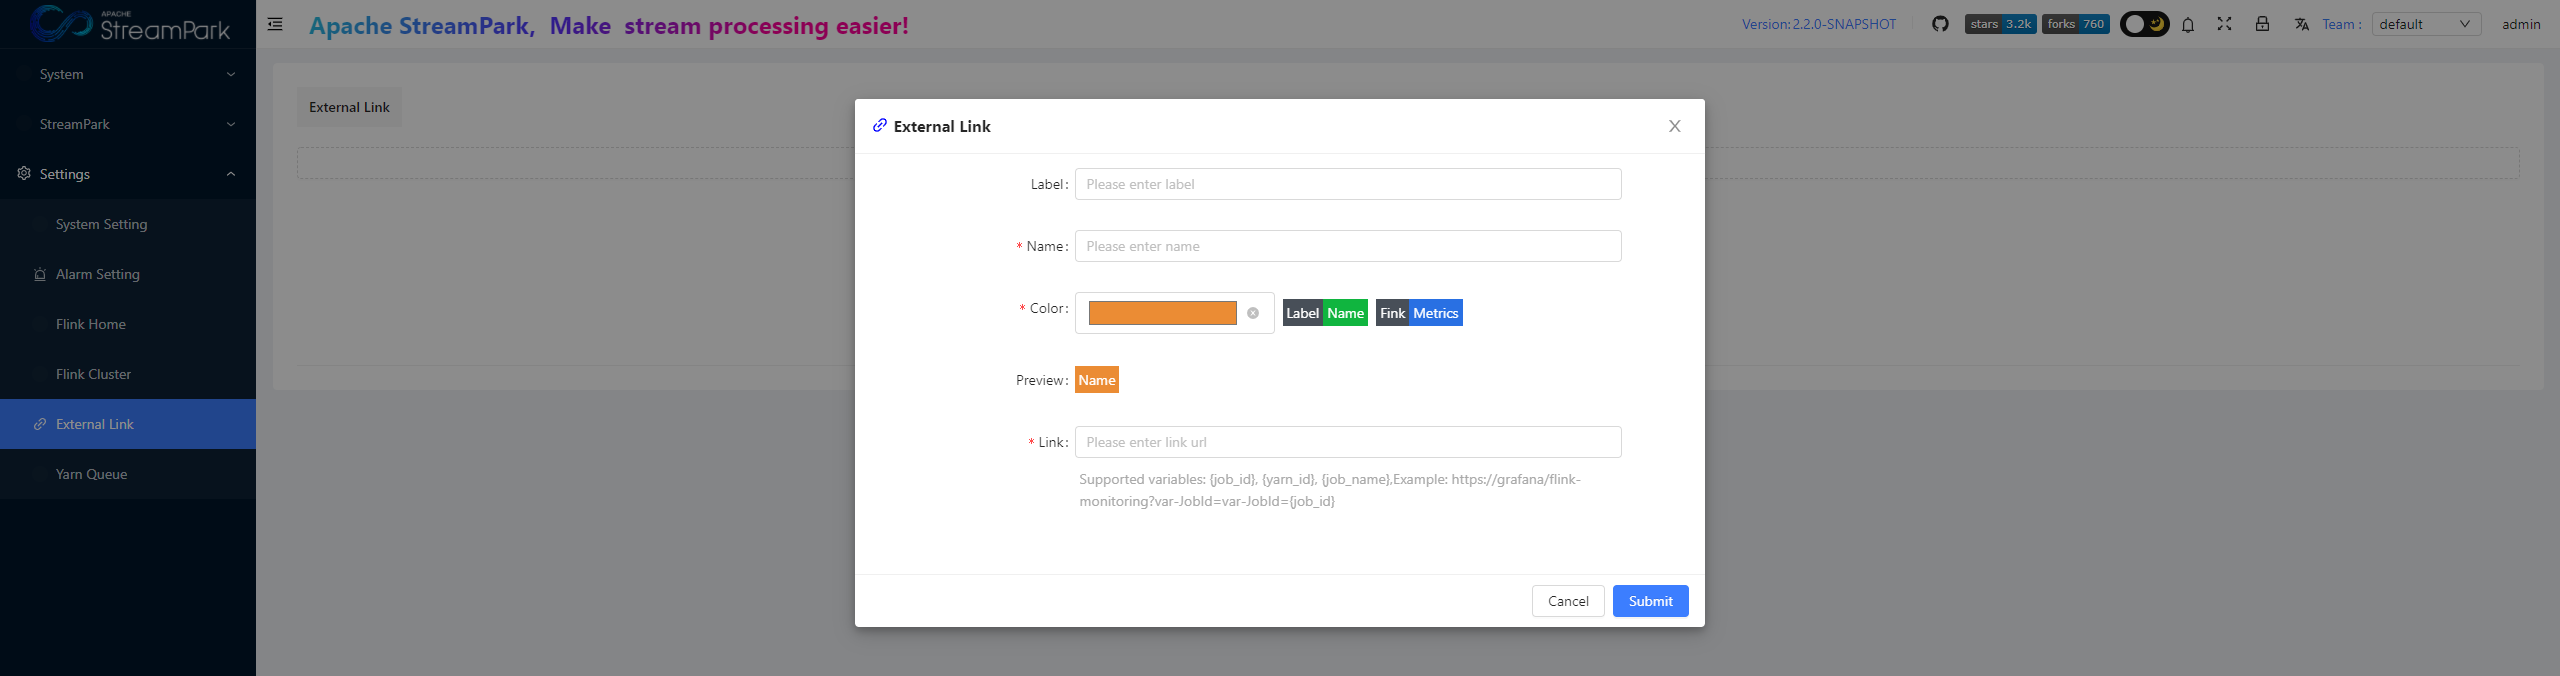 APACHE
StreamPark
Apache StreamPark, Make stream processing easier!
Version: 2.2.0-SNAPSHOT
stars 3.2k
forks 760
Team :
default
admin
System
StreamPark
Settings
System Setting
Alarm Setting
Flink Home
Flink Cluster
External Link
Yarn Queue
External Link
External Link
Label:
Please enter label
* Name:
Please enter name
* Color:
Label Name
Fink Metrics
Preview:
Name
* Link:
Please enter link url
Supported variables: {job_id}, {yarn_id}, {job_name},Example: https://grafana/flink-
monitoring?var-JobId=var-JobId={job_id}
Cancel
Submit